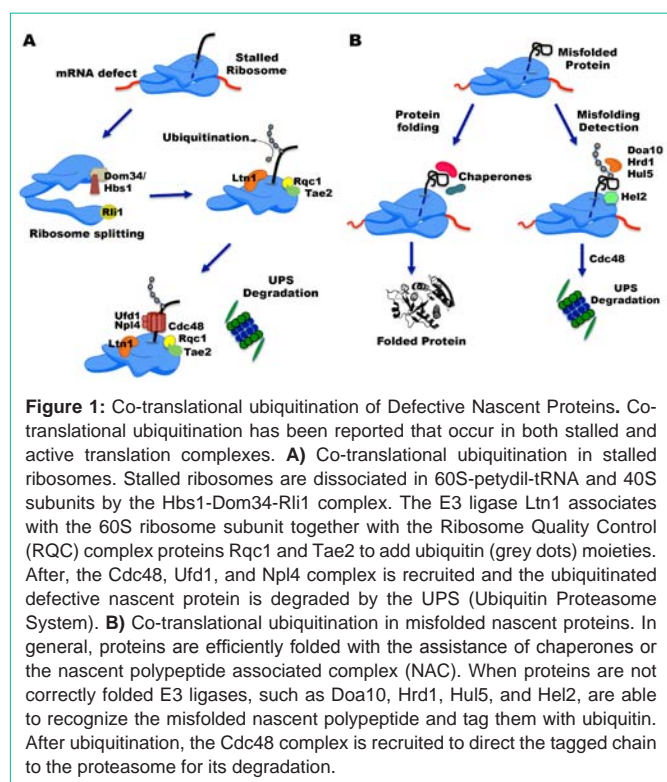 A
B
mRNA defect
Stalled
Ribosome
Misfolded
Protein
Ubiquitination
Protein
folding
Misfolding
Detection
Dom34/
Hbs1
Rli1
Ltn1
Rqc1
Tae2
Chaperones
Doa10
Hrd1
Hul5
Hel2
Ribosome splitting
Cdc48
Ufd1
Npl4
Cdc48
Rqc1
Tae2
Ltn1
UPS
Degradation
Folded Protein
UPS
Degradation
Figure 1: Co-translational ubiquitination of Defective Nascent Proteins. Co-
translational ubiquitination has been reported that occur in both stalled and
active translation complexes. A) Co-translational ubiquitination in stalled
ribosomes. Stalled ribosomes are dissociated in 60S-petydil-tRNA and 40S
subunits by the Hbs1-Dom34-Rli1 complex. The E3 ligase Ltn1 associates
with the 60S ribosome subunit together with the Ribosome Quality Control
(RQC) complex proteins Rqc1 and Tae2 to add ubiquitin (grey dots) moieties.
After, the Cdc48, Ufd1, and Npl4 complex is recruited and the ubiquitinated
defective nascent protein is degraded by the UPS (Ubiquitin Proteasome
System). B) Co-translational ubiquitination in misfolded nascent proteins. In
general, proteins are efficiently folded with the assistance of chaperones or
the nascent polypeptide associated complex (NAC). When proteins are not
correctly folded E3 ligases, such as Doa10, Hrd1, Hul5, and Hel2, are able
to recognize the misfolded nascent polypeptide and tag them with ubiquitin.
After ubiquitination, the Cdc48 complex is recruited to direct the tagged chain
to the proteasome for its degradation.